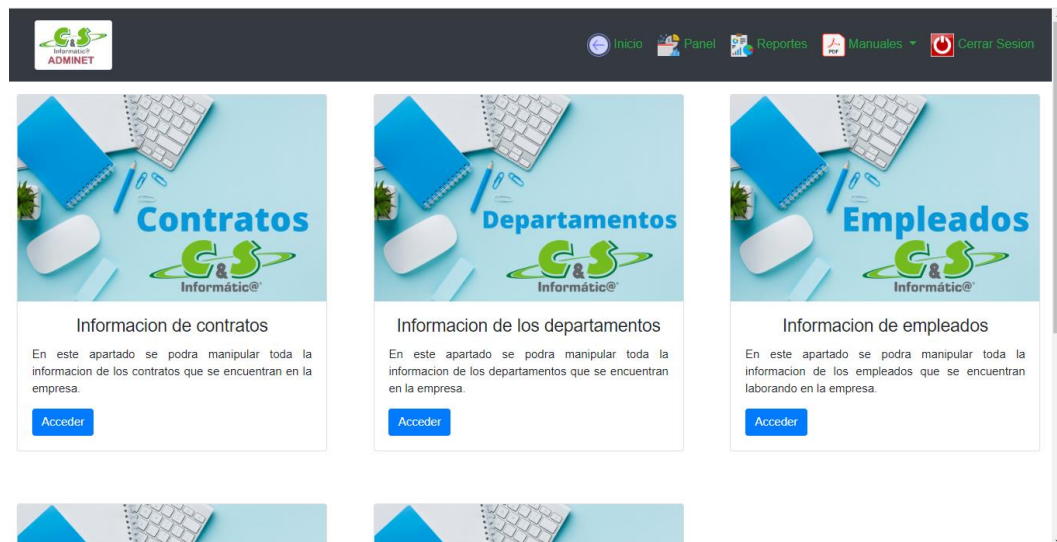 C&S
Informátic@
ADMINET
Inicio
Panel
Reportes
PDF
Manuales
Cerrar Sesion
Contratos
C&S
Informátic@
Departamentos
C&S
Informátic@
Empleados
C&S
Informátic@
Informacion de contratos
En este apartado se podra manipular toda la
informacion de los contratos que se encuentran en la
empresa.
Acceder
Informacion de los departamentos
En este apartado se podra manipular toda la
informacion de los departamentos que se encuentran
en la empresa.
Acceder
Informacion de empleados
En este apartado se podra manipular toda la
informacion de los empleados que se encuentran
laborando en la empresa.
Acceder